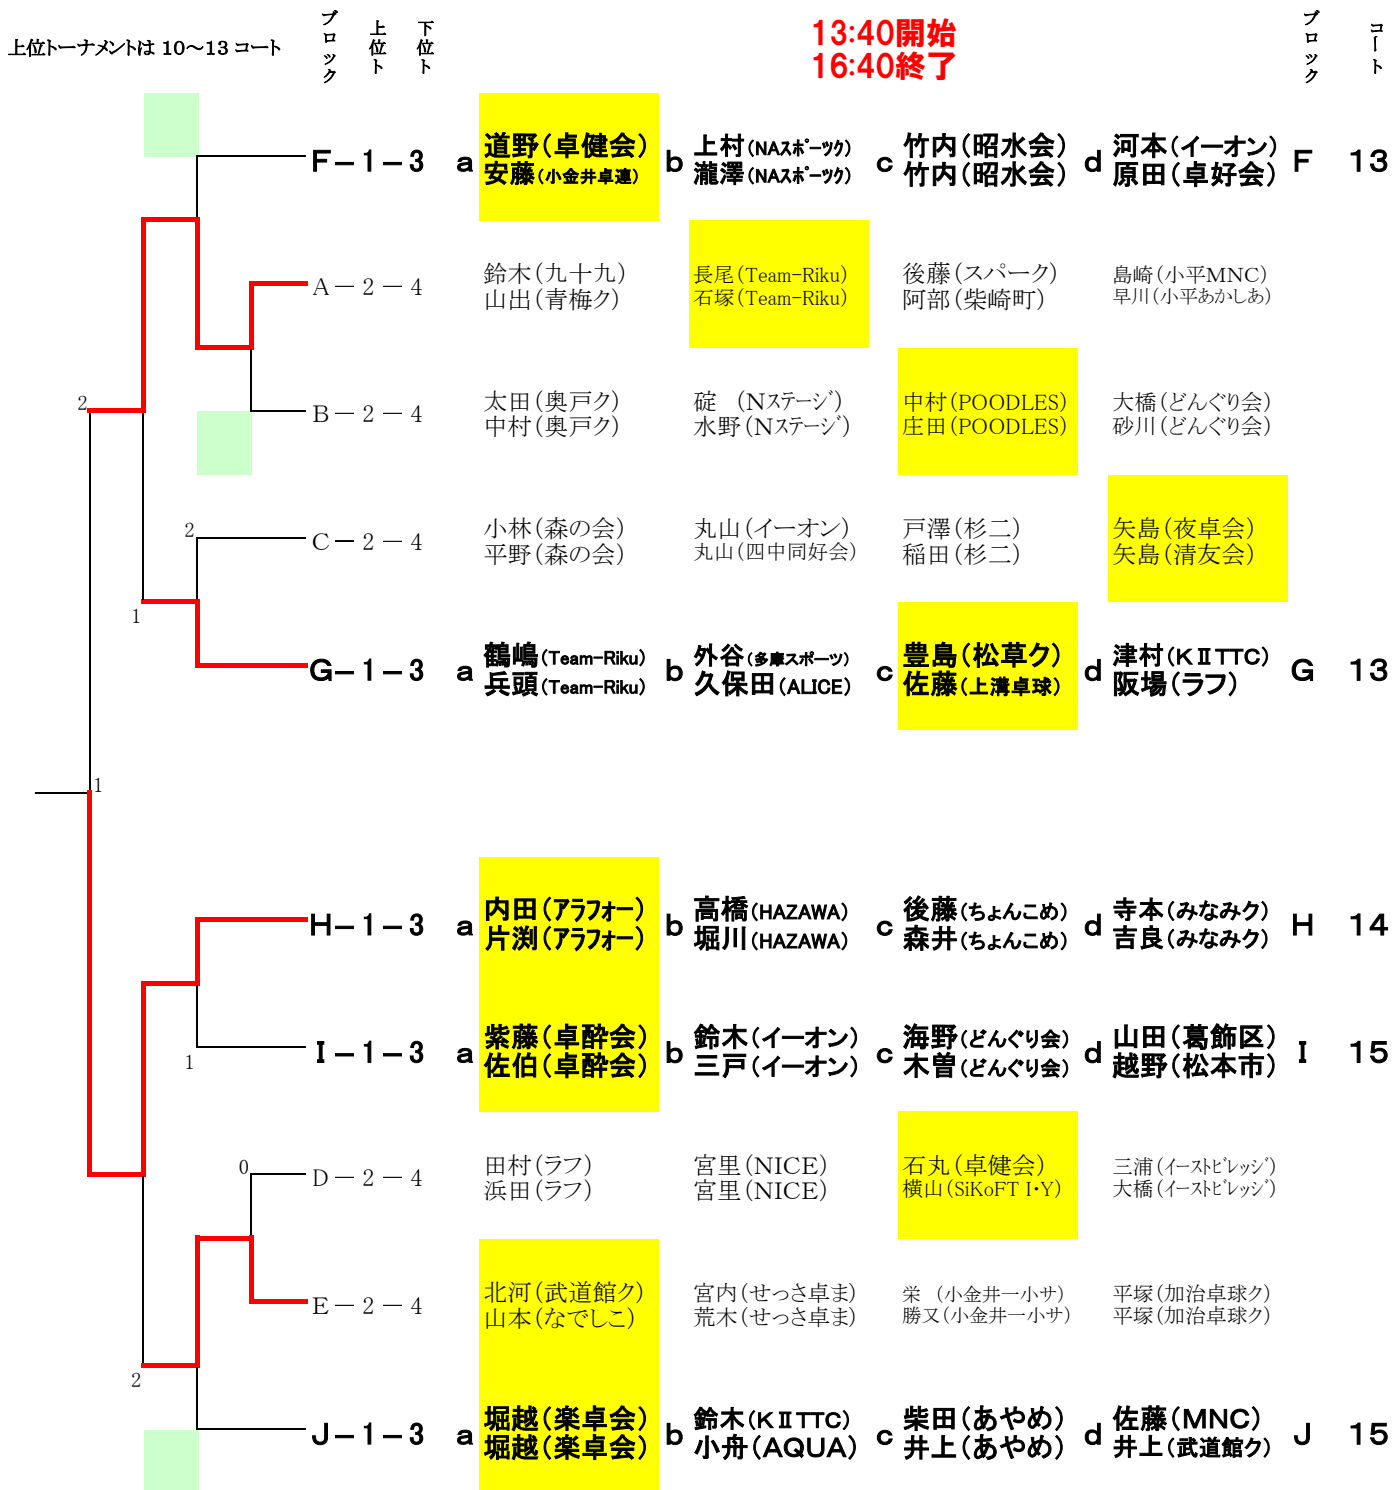 上位トーナメントは 10～13 コート
ブロック
上位ト
下位ト
13:40開始
16:40終了
ブロック
コート
F－1－3 a 道野（卓健会） b 上村（NAスポーツク） c 竹内（昭水会） d 河本（イーオン） F 13
安藤（小金井卓連） 瀧澤（NAスポーツク） 竹内（昭水会） 原田（卓好会）
A－2－4 鈴木（九十九） 長尾（Team-Riku） 後藤（スパーク） 島崎（小平MNC）
山出（青梅ク） 石塚（Team-Riku） 阿部（柴崎町） 早川（小平あかしあ）
2
B－2－4 太田（奥戸ク） 碇　（Nステージ） 中村（POODLES） 大橋（どんぐり会）
中村（奥戸ク） 水野（Nステージ） 庄田（POODLES） 砂川（どんぐり会）
2
C－2－4 小林（森の会） 丸山（イーオン） 戸澤（杉二） 矢島（夜卓会）
平野（森の会） 丸山（四中同好会） 稲田（杉二） 矢島（清友会）
1
G－1－3 a 鶴嶋（Team-Riku） b 外谷（多摩スポーツ） c 豊島（松草ク） d 津村（KⅡTTC） G 13
兵頭（Team-Riku） 久保田（ALICE） 佐藤（上溝卓球） 阪場（ラフ）
1
H－1－3 a 内田（アラフォー） b 高橋（HAZAWA） c 後藤（ちょんこめ） d 寺本（みなみク） H 14
片渕（アラフォー） 堀川（HAZAWA） 森井（ちょんこめ） 吉良（みなみク）
1
I－1－3 a 紫藤（卓酔会） b 鈴木（イーオン） c 海野（どんぐり会） d 山田（葛飾区） I 15
佐伯（卓酔会） 三戸（イーオン） 木曽（どんぐり会） 越野（松本市）
0
D－2－4 田村（ラフ） 宮里（NICE） 石丸（卓健会） 三浦（イーストビレッジ）
浜田（ラフ） 宮里（NICE） 横山（SiKoFT I・Y） 大橋（イーストビレッジ）
E－2－4 北河（武道館ク） 宮内（せっさ卓ま） 栄　（小金井一小サ） 平塚（加治卓球ク）
山本（なでしこ） 荒木（せっさ卓ま） 勝又（小金井一小サ） 平塚（加治卓球ク）
2
J－1－3 a 堀越（楽卓会） b 鈴木（KⅡTTC） c 柴田（あやめ） d 佐藤（MNC） J 15
堀越（楽卓会） 小舟（AQUA） 井上（あやめ） 井上（武道館ク）